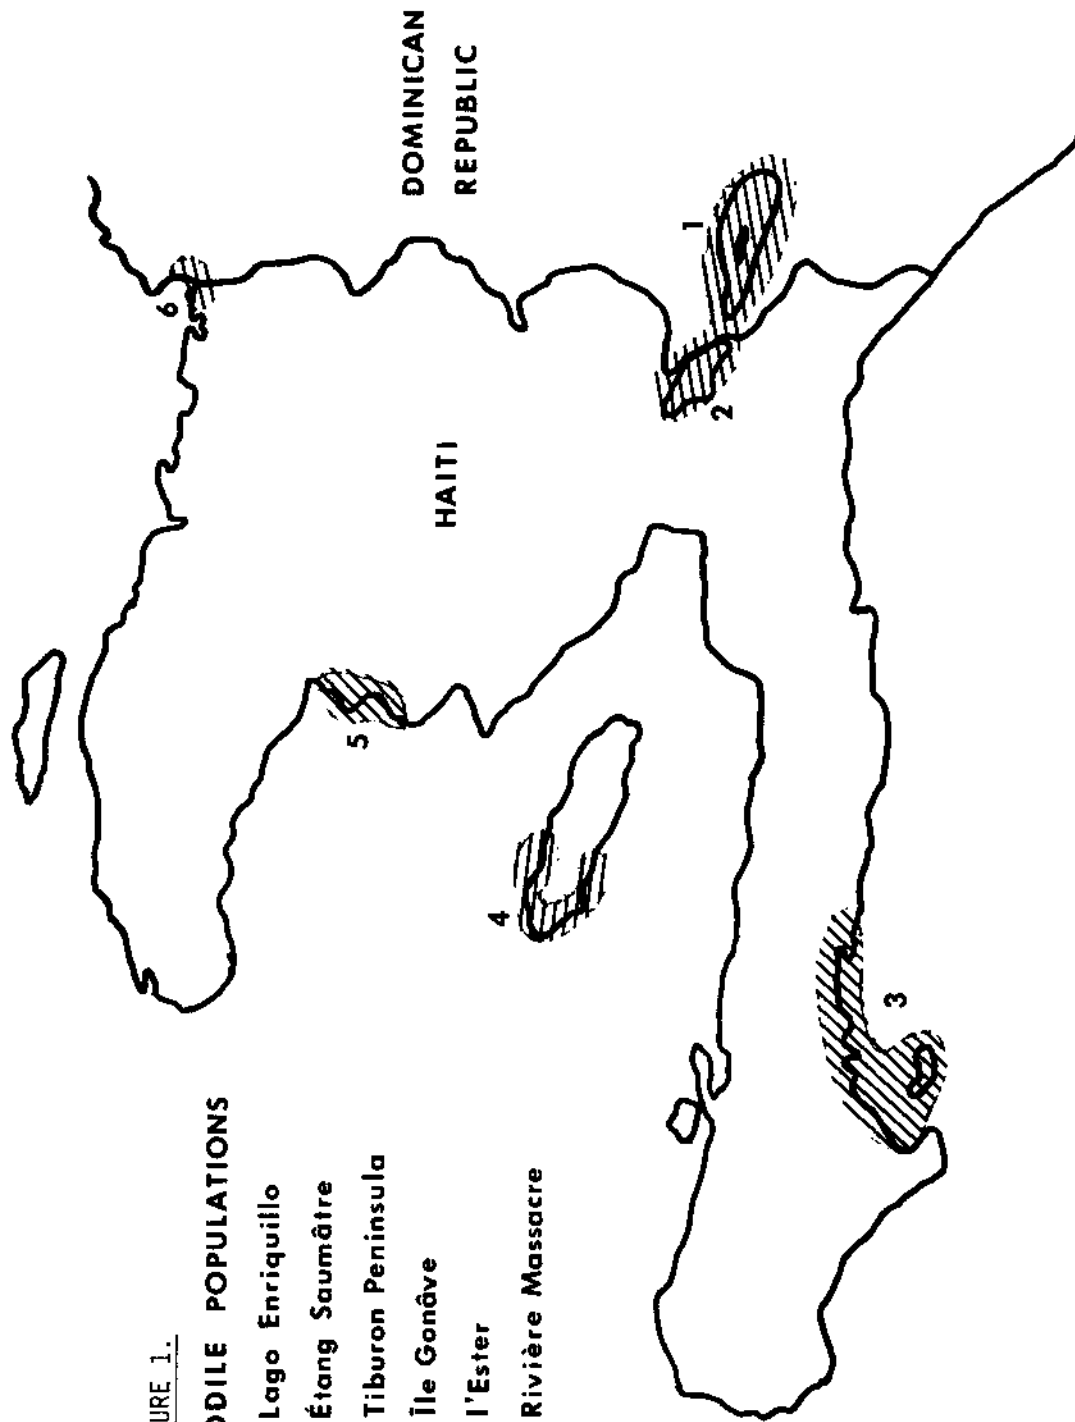 URE 1.
ODILE POPULATIONS
Lago Enriquillo
Étang Saumâtre
Tiburon Peninsula
Île Gonâve
l'Ester
Rivière Massacre
HAITI
DOMINICAN
REPUBLIC
1
2
3
4
5
6